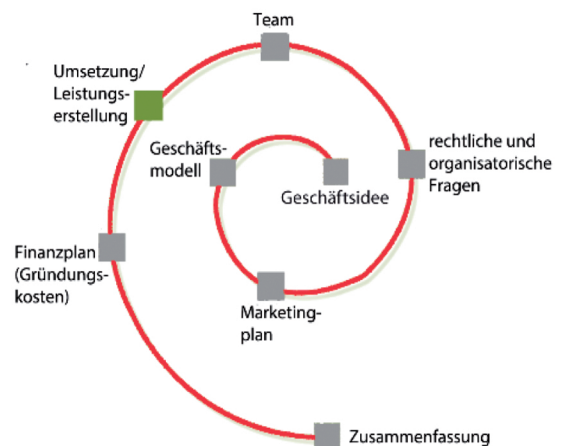 Team
Umsetzung/
Leistungs-
erstellung
Geschäfts-
modell
Geschäftsidee
rechtliche und
organisatorische
Fragen
Finanzplan
(Gründungs-
kosten)
Marketing-
plan
Zusammenfassung